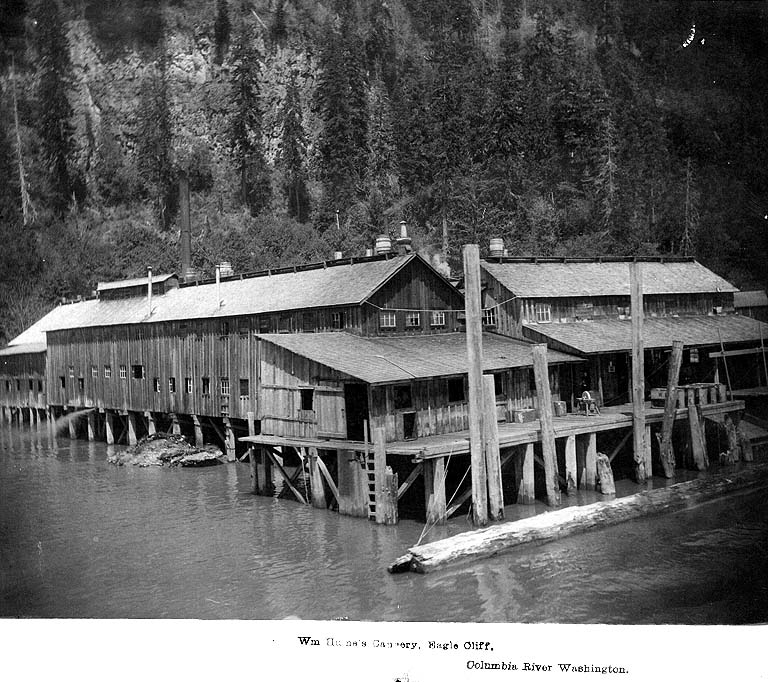 Wm Hume's Cannery, Eagle Cliff,
Columbia River Washington.